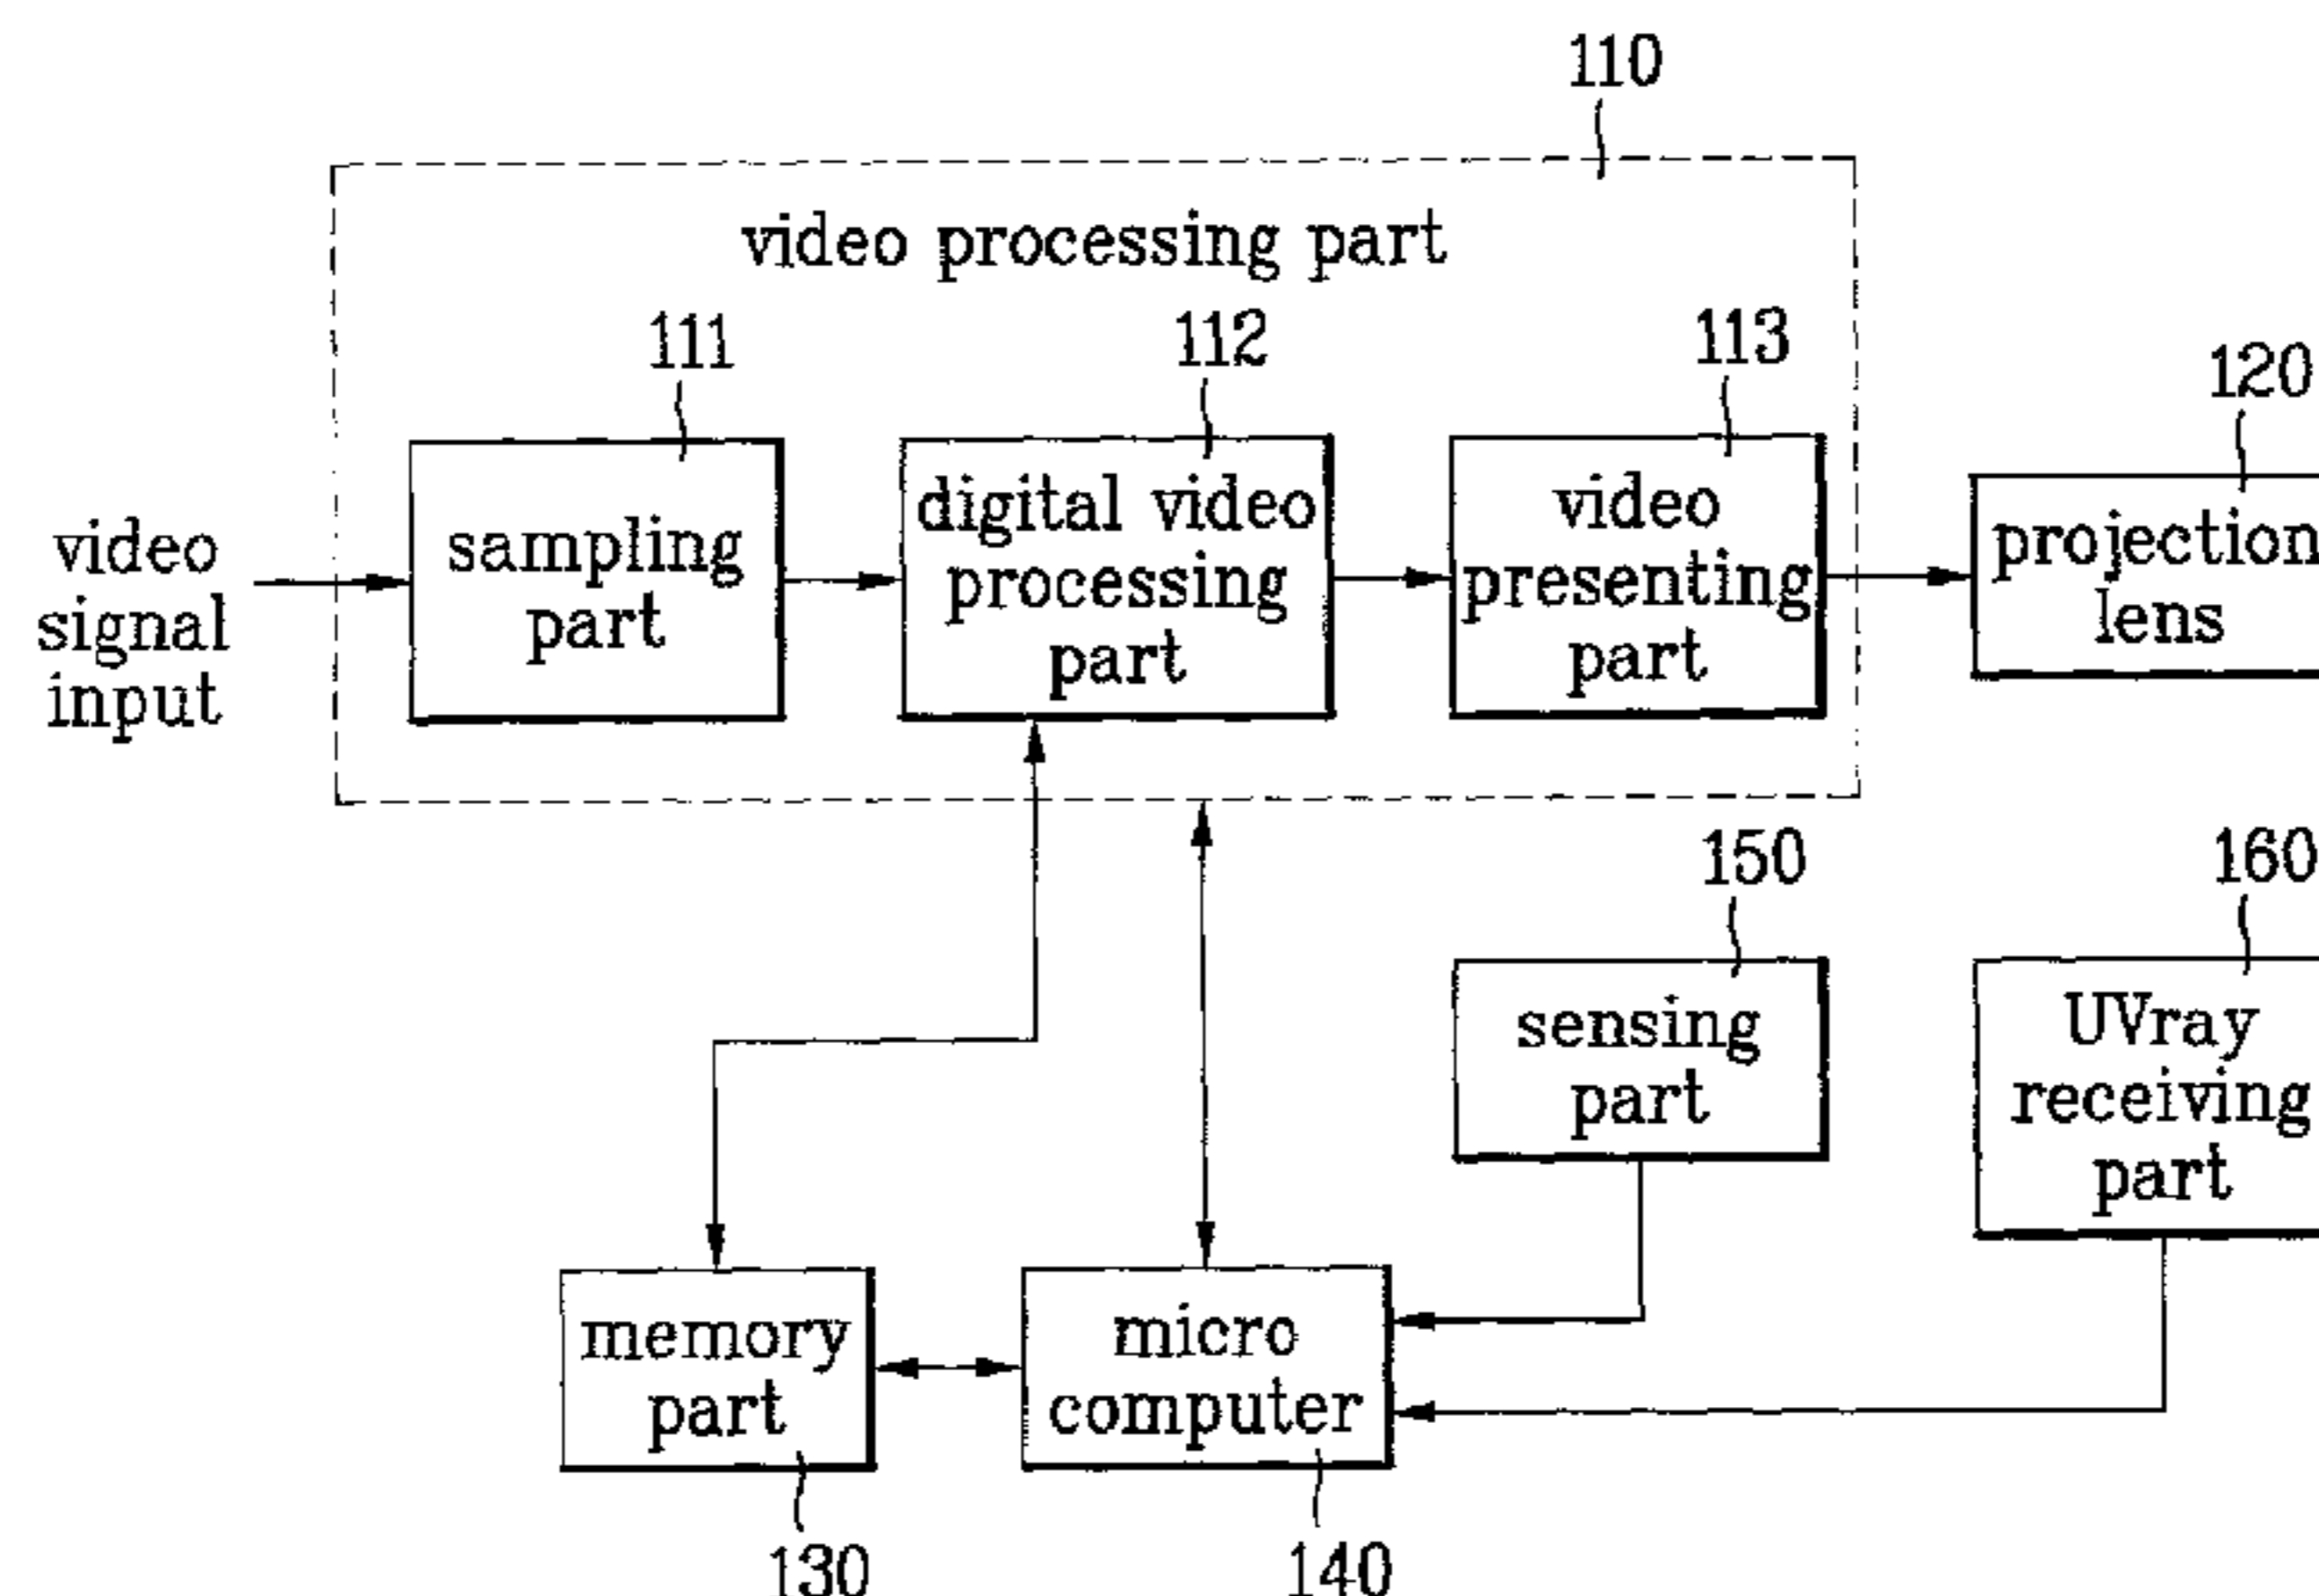 110
video processing part
111
112
113
120
video
signal
input
sampling
part
digital video
processing
part
video
presenting
part
projection
lens
150
160
sensing
part
UVray
receiving
part
memory
part
micro
computer
130
140